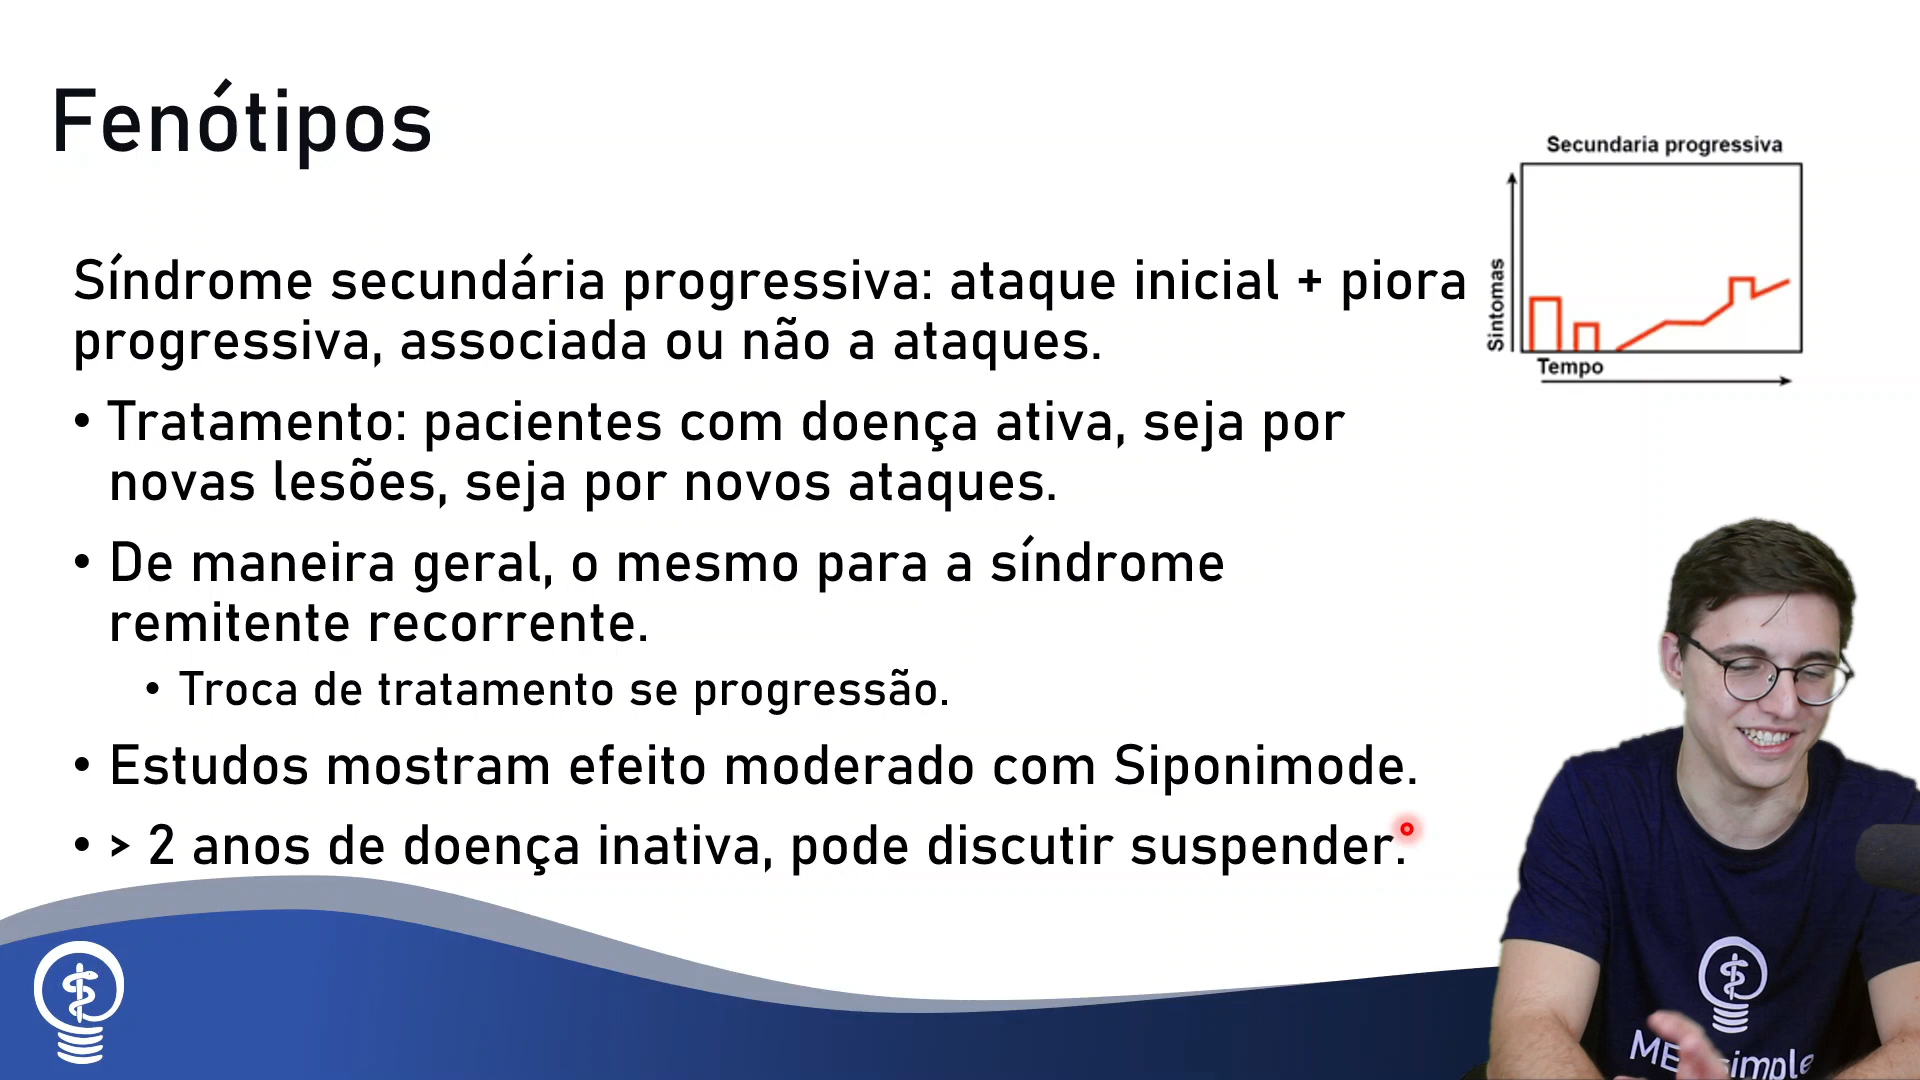 Fenótipos
Secundaria progressiva
Sintomas
Tempo
Síndrome secundária progressiva: ataque inicial + piora
progressiva, associada ou não a ataques.
• Tratamento: pacientes com doença ativa, seja por
novas lesões, seja por novos ataques.
• De maneira geral, o mesmo para a síndrome
remitente recorrente.
• Troca de tratamento se progressão.
• Estudos mostram efeito moderado com Siponimode.
• > 2 anos de doença inativa, pode discutir suspender.